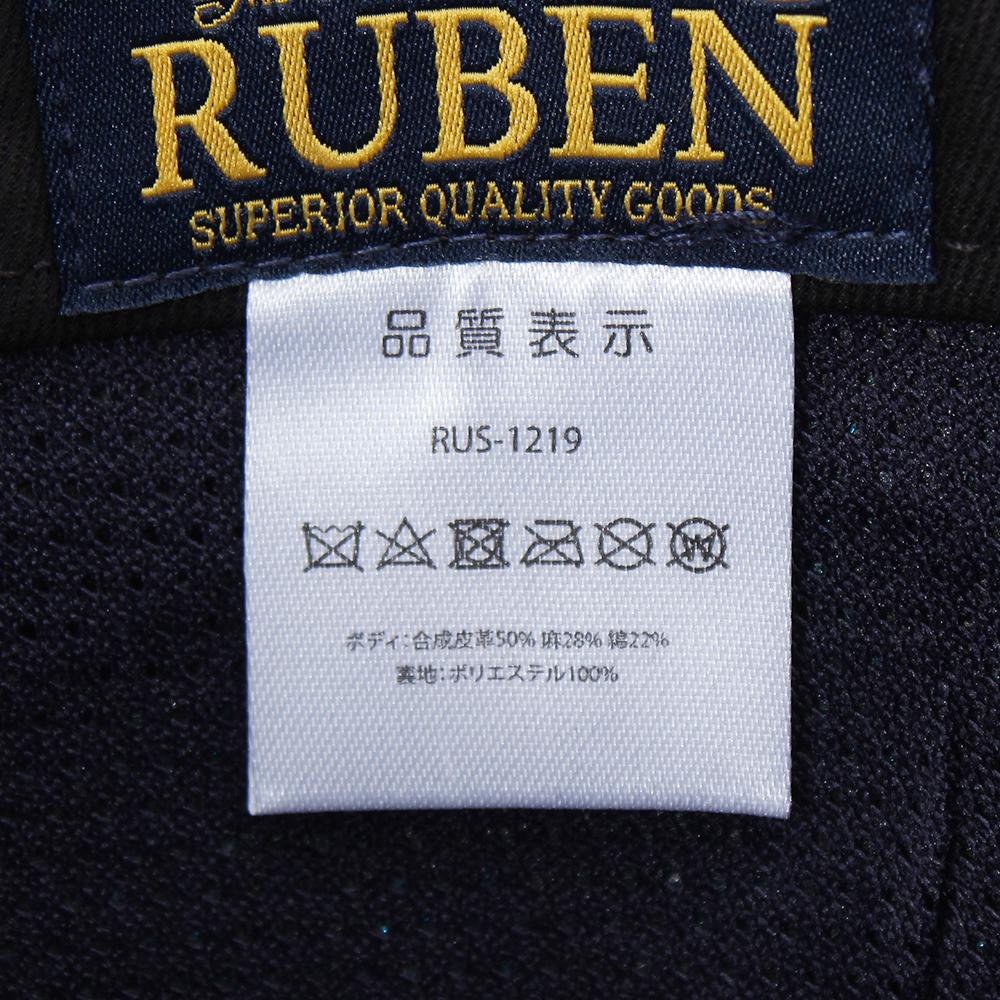 RUBEN
SUPERIOR QUALITY GOODS
品質表示
RUS-1219
W
ボディ:合成皮革50% 麻28% 綿22%
裏地:ポリエステル100%